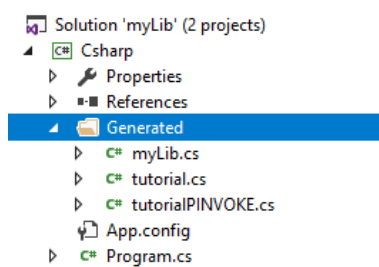 Solution 'myLib' (2 projects)
C# Csharp
Properties
References
Generated
C# myLib.cs
C# tutorial.cs
C# tutorialPINVOKE.cs
App.config
C# Program.cs